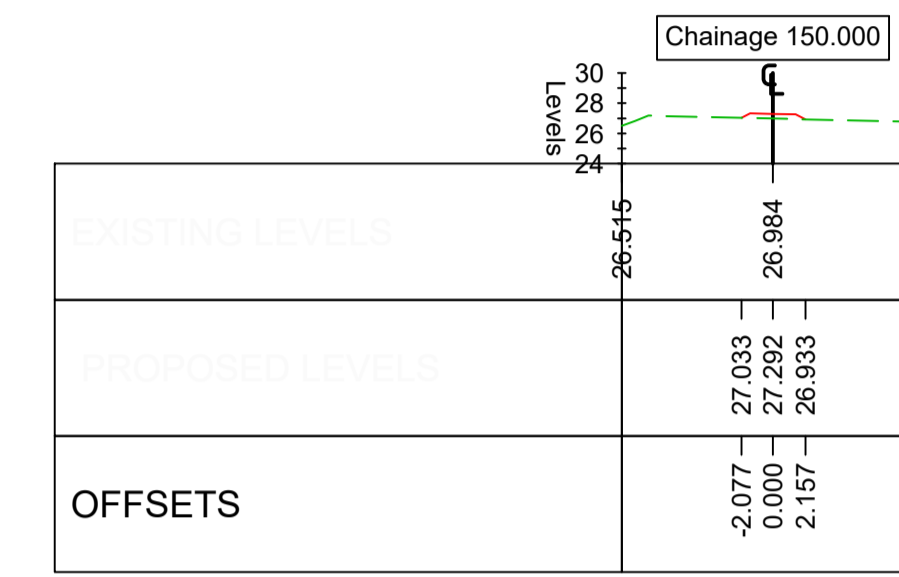 Chainage 150.000
CL
Levels
30
28
26
24
EXISTING LEVELS
26.515
26.984
PROPOSED LEVELS
27.033
27.292
26.933
OFFSETS
-2.077
0.000
2.157